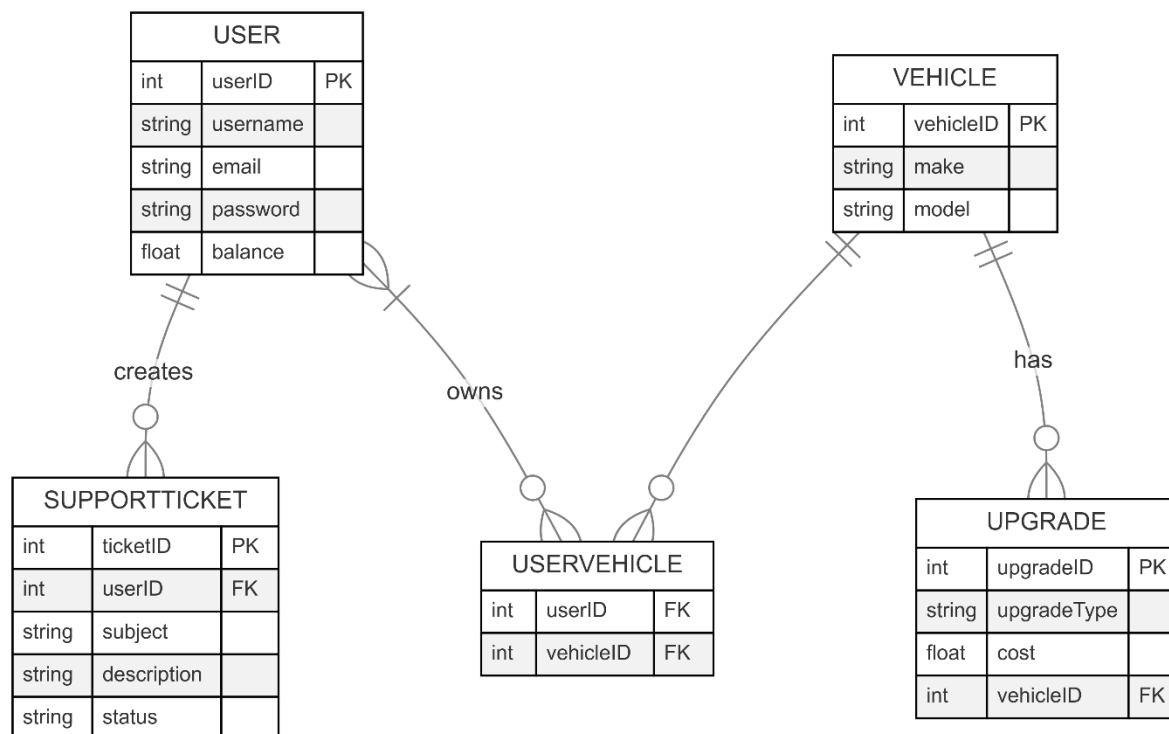 USER
int userID PK
string username
string email
string password
float balance
VEHICLE
int vehicleID PK
string make
string model
creates
owns
has
SUPPORTTICKET
int ticketID PK
int userID FK
string subject
string description
string status
USERVEHICLE
int userID FK
int vehicleID FK
UPGRADE
int upgradeID PK
string upgradeType
float cost
int vehicleID FK